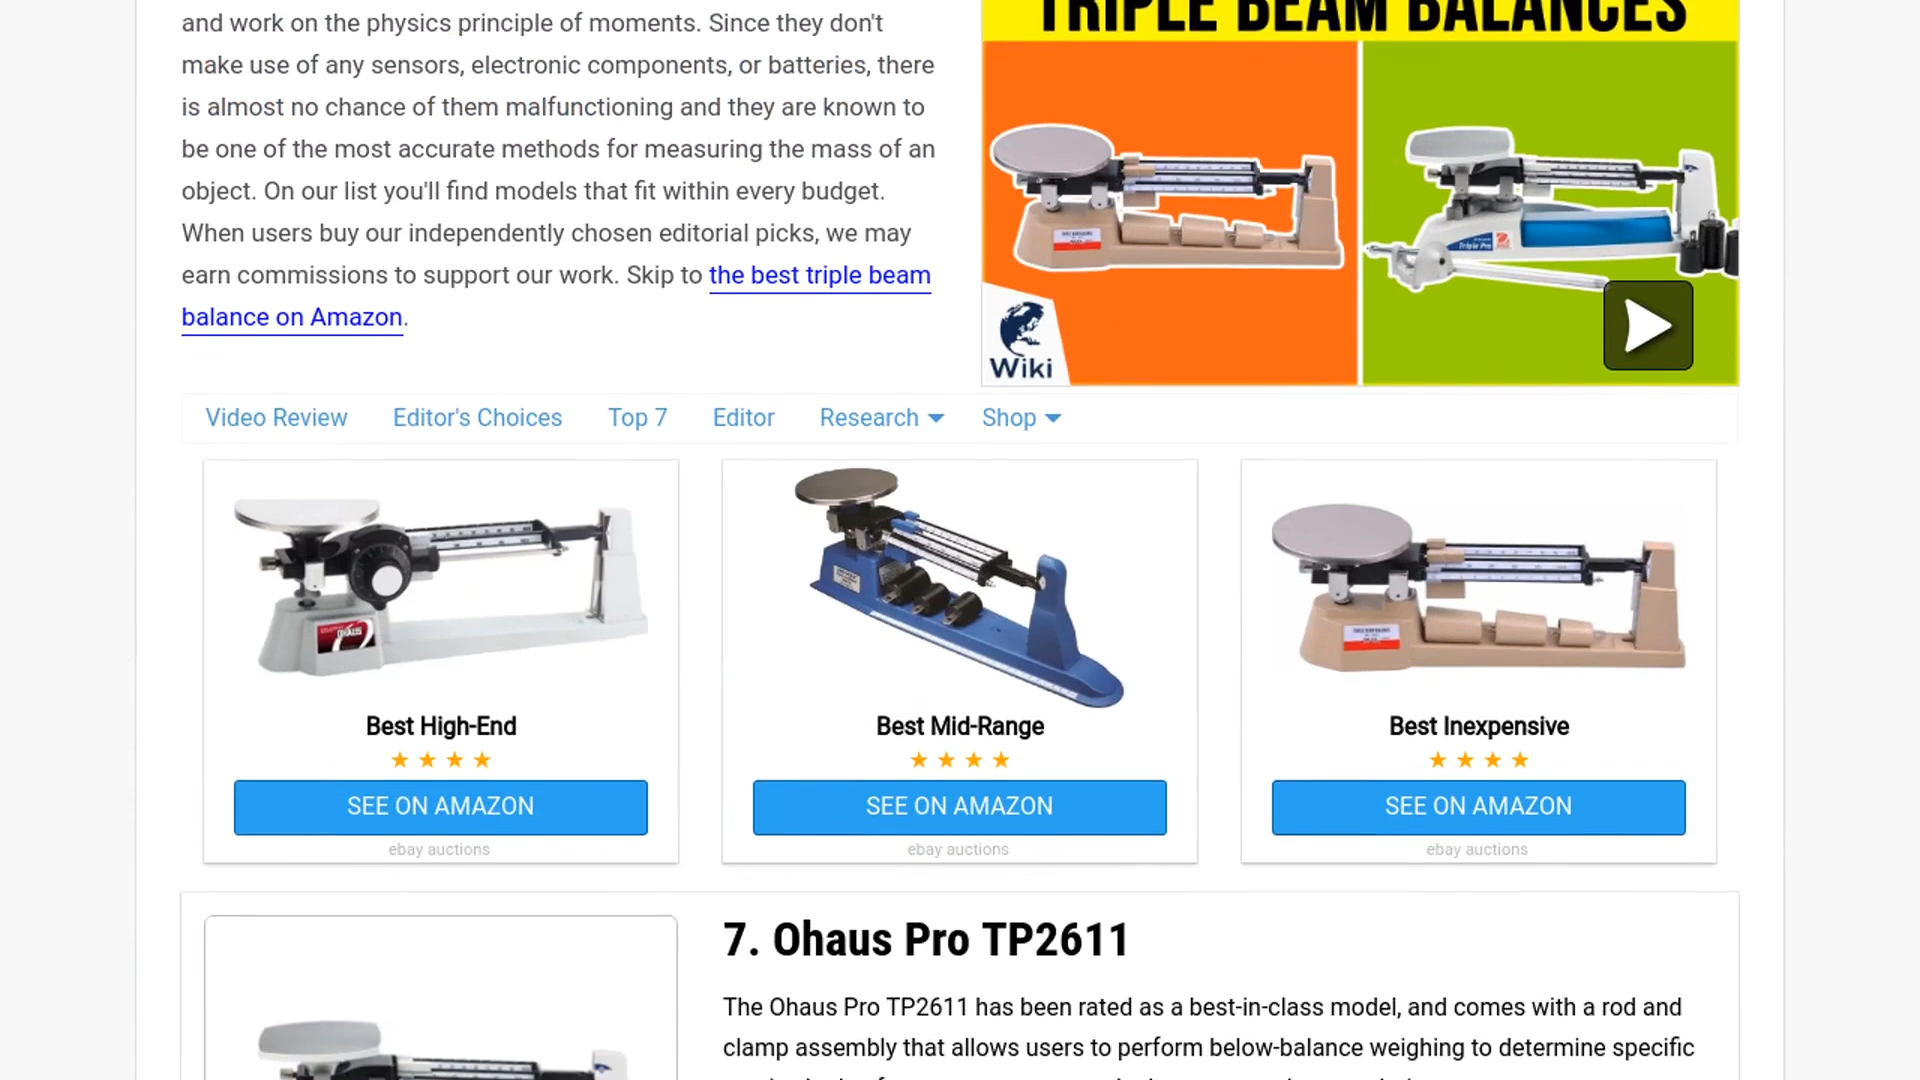 and work on the physics principle of moments. Since they don't
make use of any sensors, electronic components, or batteries, there
is almost no chance of them malfunctioning and they are known to
be one of the most accurate methods for measuring the mass of an
object. On our list you'll find models that fit within every budget.
When users buy our independently chosen editorial picks, we may
earn commissions to support our work. Skip to the best triple beam
balance on Amazon.
TRIPLE BEAM BALANCES
Triple Pro
Wiki
Video Review Editor's Choices Top 7 Editor Research Shop
OHAUS
Best High-End
SEE ON AMAZON
ebay auctions
Best Mid-Range
SEE ON AMAZON
ebay auctions
Best Inexpensive
SEE ON AMAZON
ebay auctions
7. Ohaus Pro TP2611
The Ohaus Pro TP2611 has been rated as a best-in-class model, and comes with a rod and
clamp assembly that allows users to perform below-balance weighing to determine specific